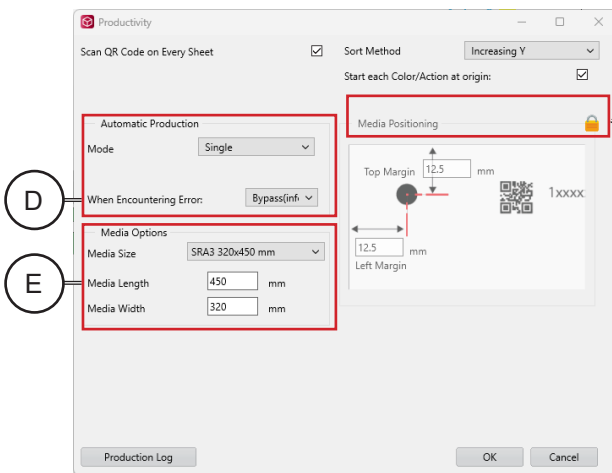 Productivity
Scan QR Code on Every Sheet
Sort Method Increasing Y
Start each Color/Action at origin:
Automatic Production
Mode Single
D
When Encountering Error: Bypass(inf
Media Positioning
Top Margin 12.5 mm
1xxxx
12.5 mm
Left Margin
Media Options
Media Size SRA3 320x450 mm
E
Media Length 450 mm
Media Width 320 mm
Production Log
OK
Cancel